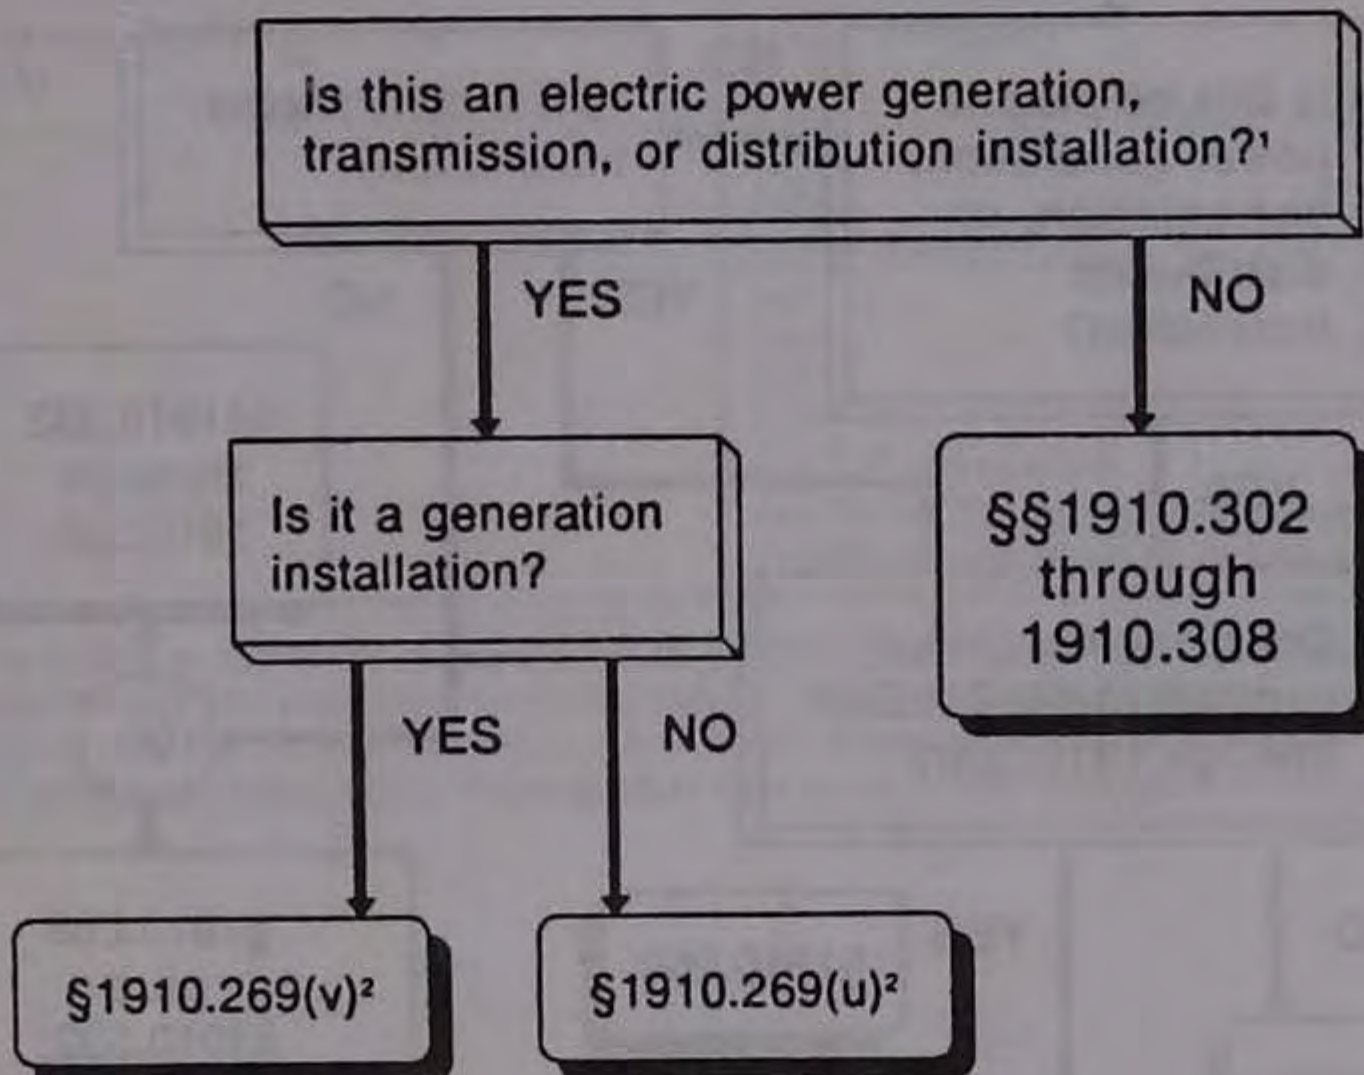 Is this an electric power generation,
transmission, or distribution installation?¹
YES
NO
Is it a generation
installation?
§§1910.302
through
1910.308
YES
NO
§1910.269(v)²
§1910.269(u)²